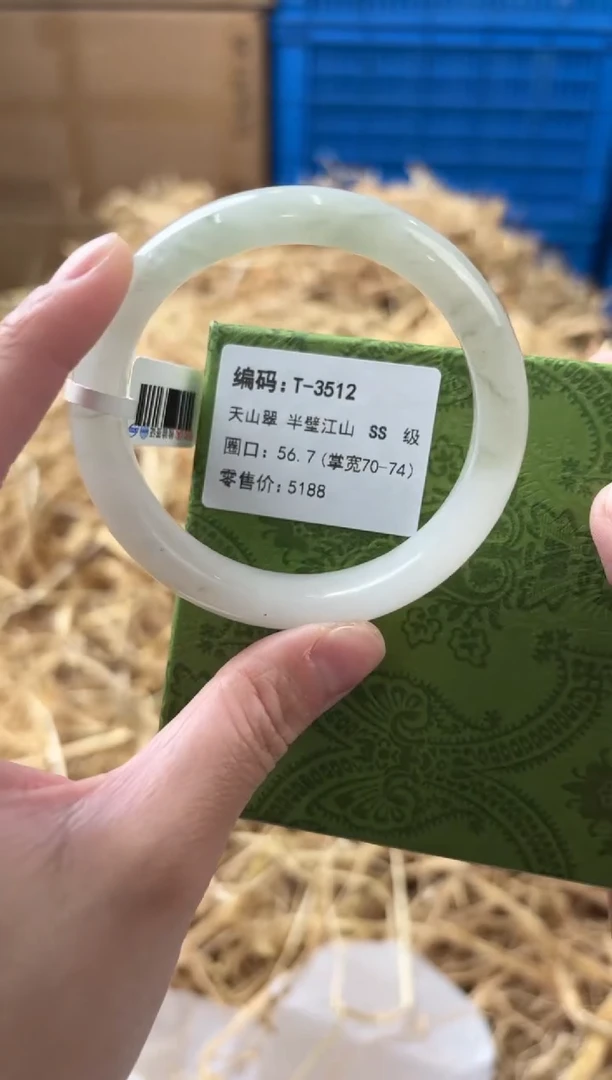 编码:T-3512
天山翠 半璧江山 SS 级
圈口: 56.7(掌宽70-74)
零售价:5188